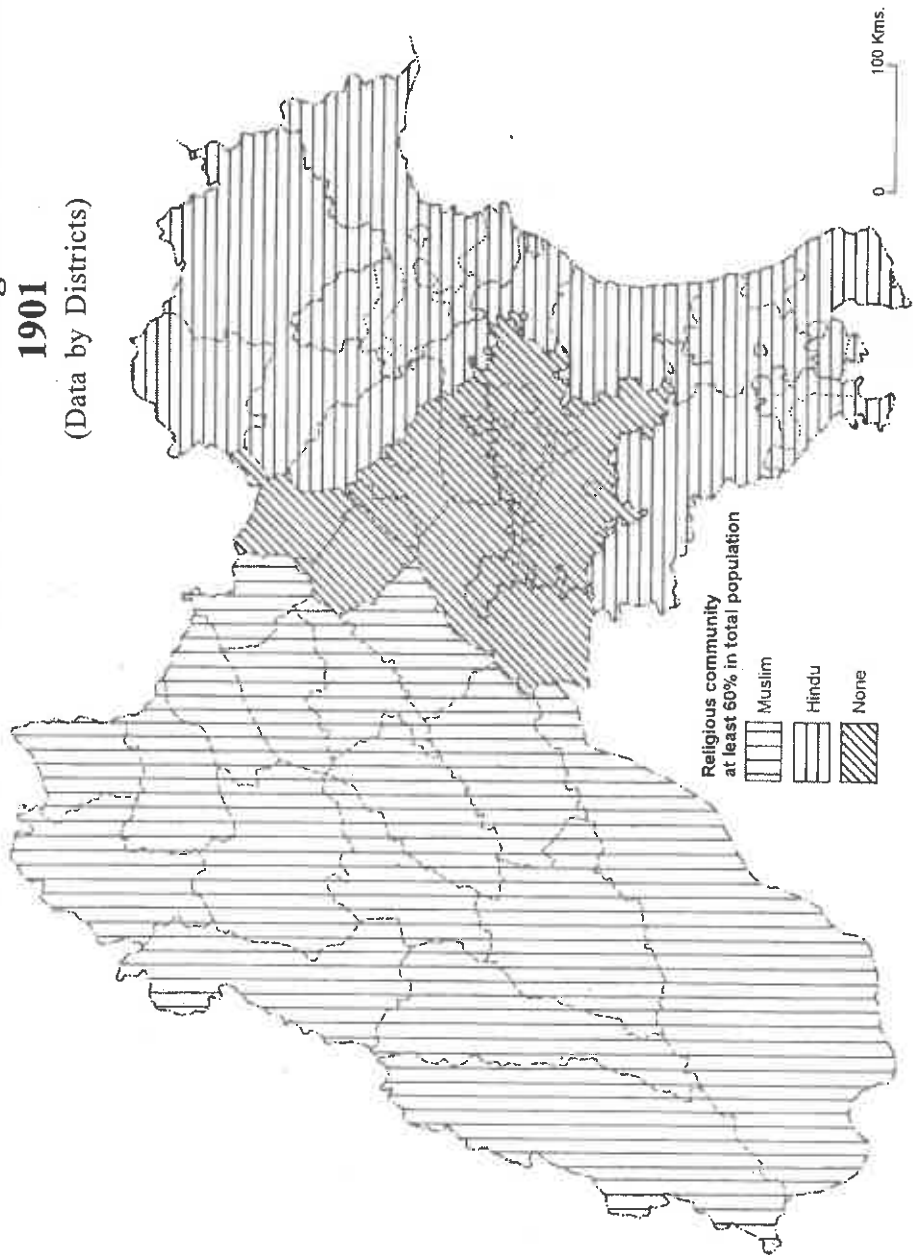 1901
(Data by Districts)
Religious community
at least 60% in total population
Muslim
Hindu
None
0
100 Kms.